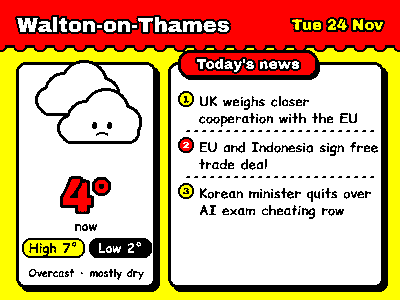 Walton-on-Thames
Tue 24 Nov
4°
now
High 7°
Low 2°
Overcast · mostly dry
Today's news
1 UK weighs closer
cooperation with the EU
2 EU and Indonesia sign free
trade deal
3 Korean minister quits over
AI exam cheating row